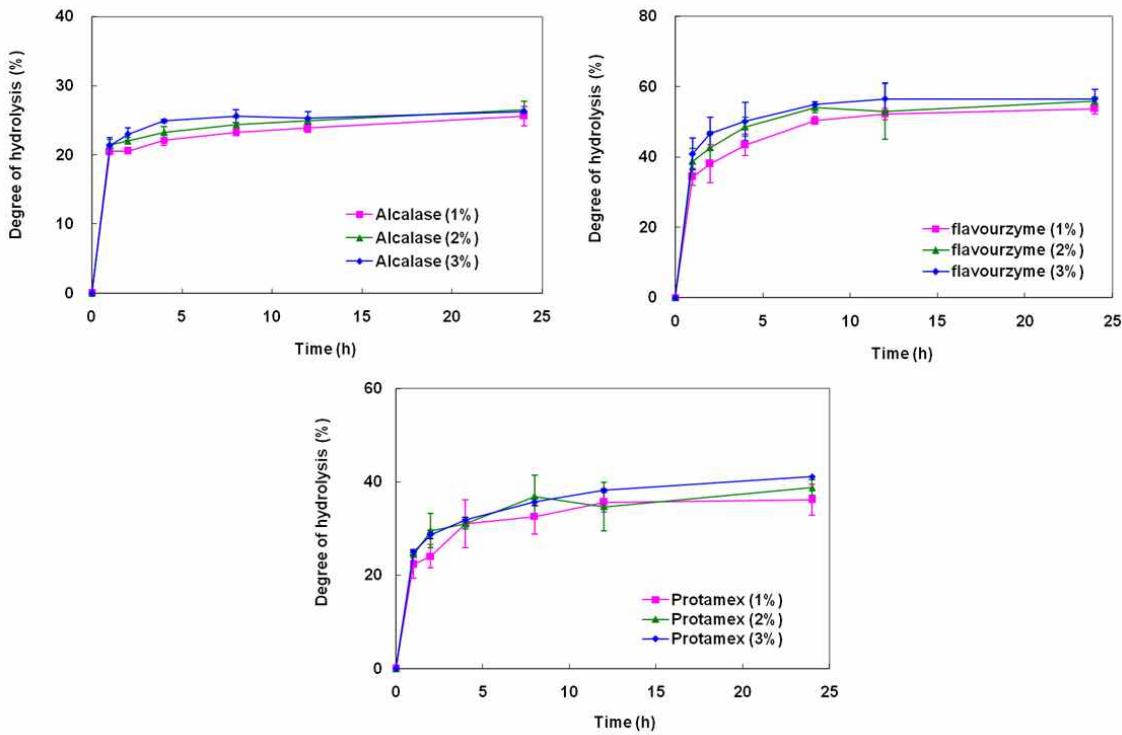 Degree of hydrolysis (%)
40
30
20
10
0
Alcalase (1%)
Alcalase (2%)
Alcalase (3%)
0 5 10 15 20 25
Time (h)
Degree of hydrolysis (%)
80
60
40
20
0
flavourzyme (1%)
flavourzyme (2%)
flavourzyme (3%)
0 5 10 15 20 25
Time (h)
Degree of hydrolysis (%)
60
40
20
0
Protamex (1%)
Protamex (2%)
Protamex (3%)
0 5 10 15 20 25
Time (h)